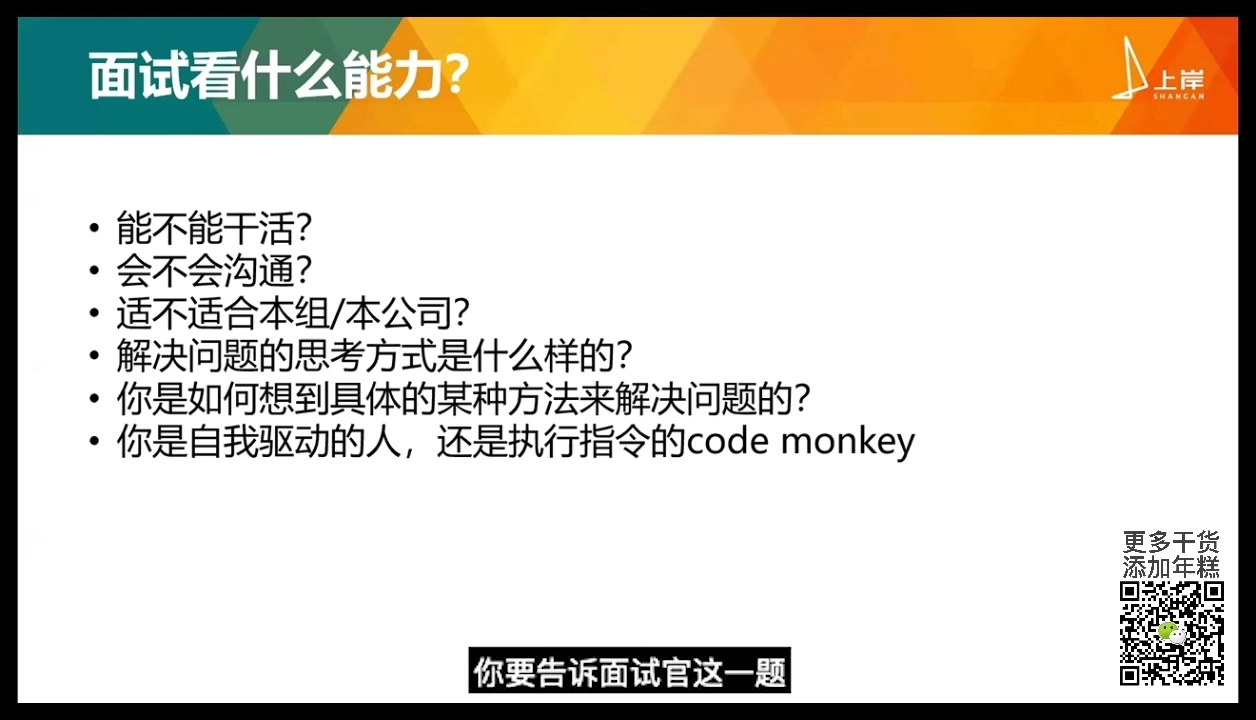 面试看什么能力?
上岸
SHANGAN
• 能不能干活?
• 会不会沟通?
• 适不适合本组/本公司?
• 解决问题的思考方式是什么样的?
• 你是如何想到具体的某种方法来解决问题的?
• 你是自我驱动的人，还是执行指令的code monkey
更多干货
添加年糕
你要告诉面试官这一题